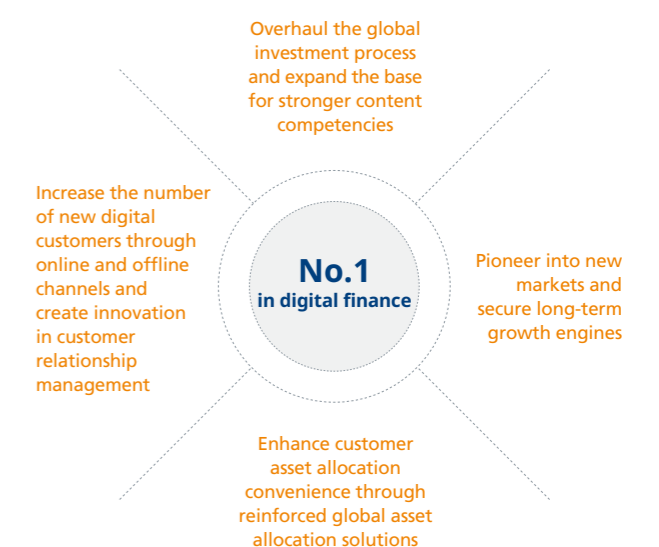 Overhaul the global
investment process
and expand the base
for stronger content
competencies
Increase the number
of new digital
customers through
online and offline
channels and
create innovation
in customer
relationship
management
No.1
in digital finance
Pioneer into new
markets and
secure long-term
growth engines
Enhance customer
asset allocation
convenience through
reinforced global asset
allocation solutions